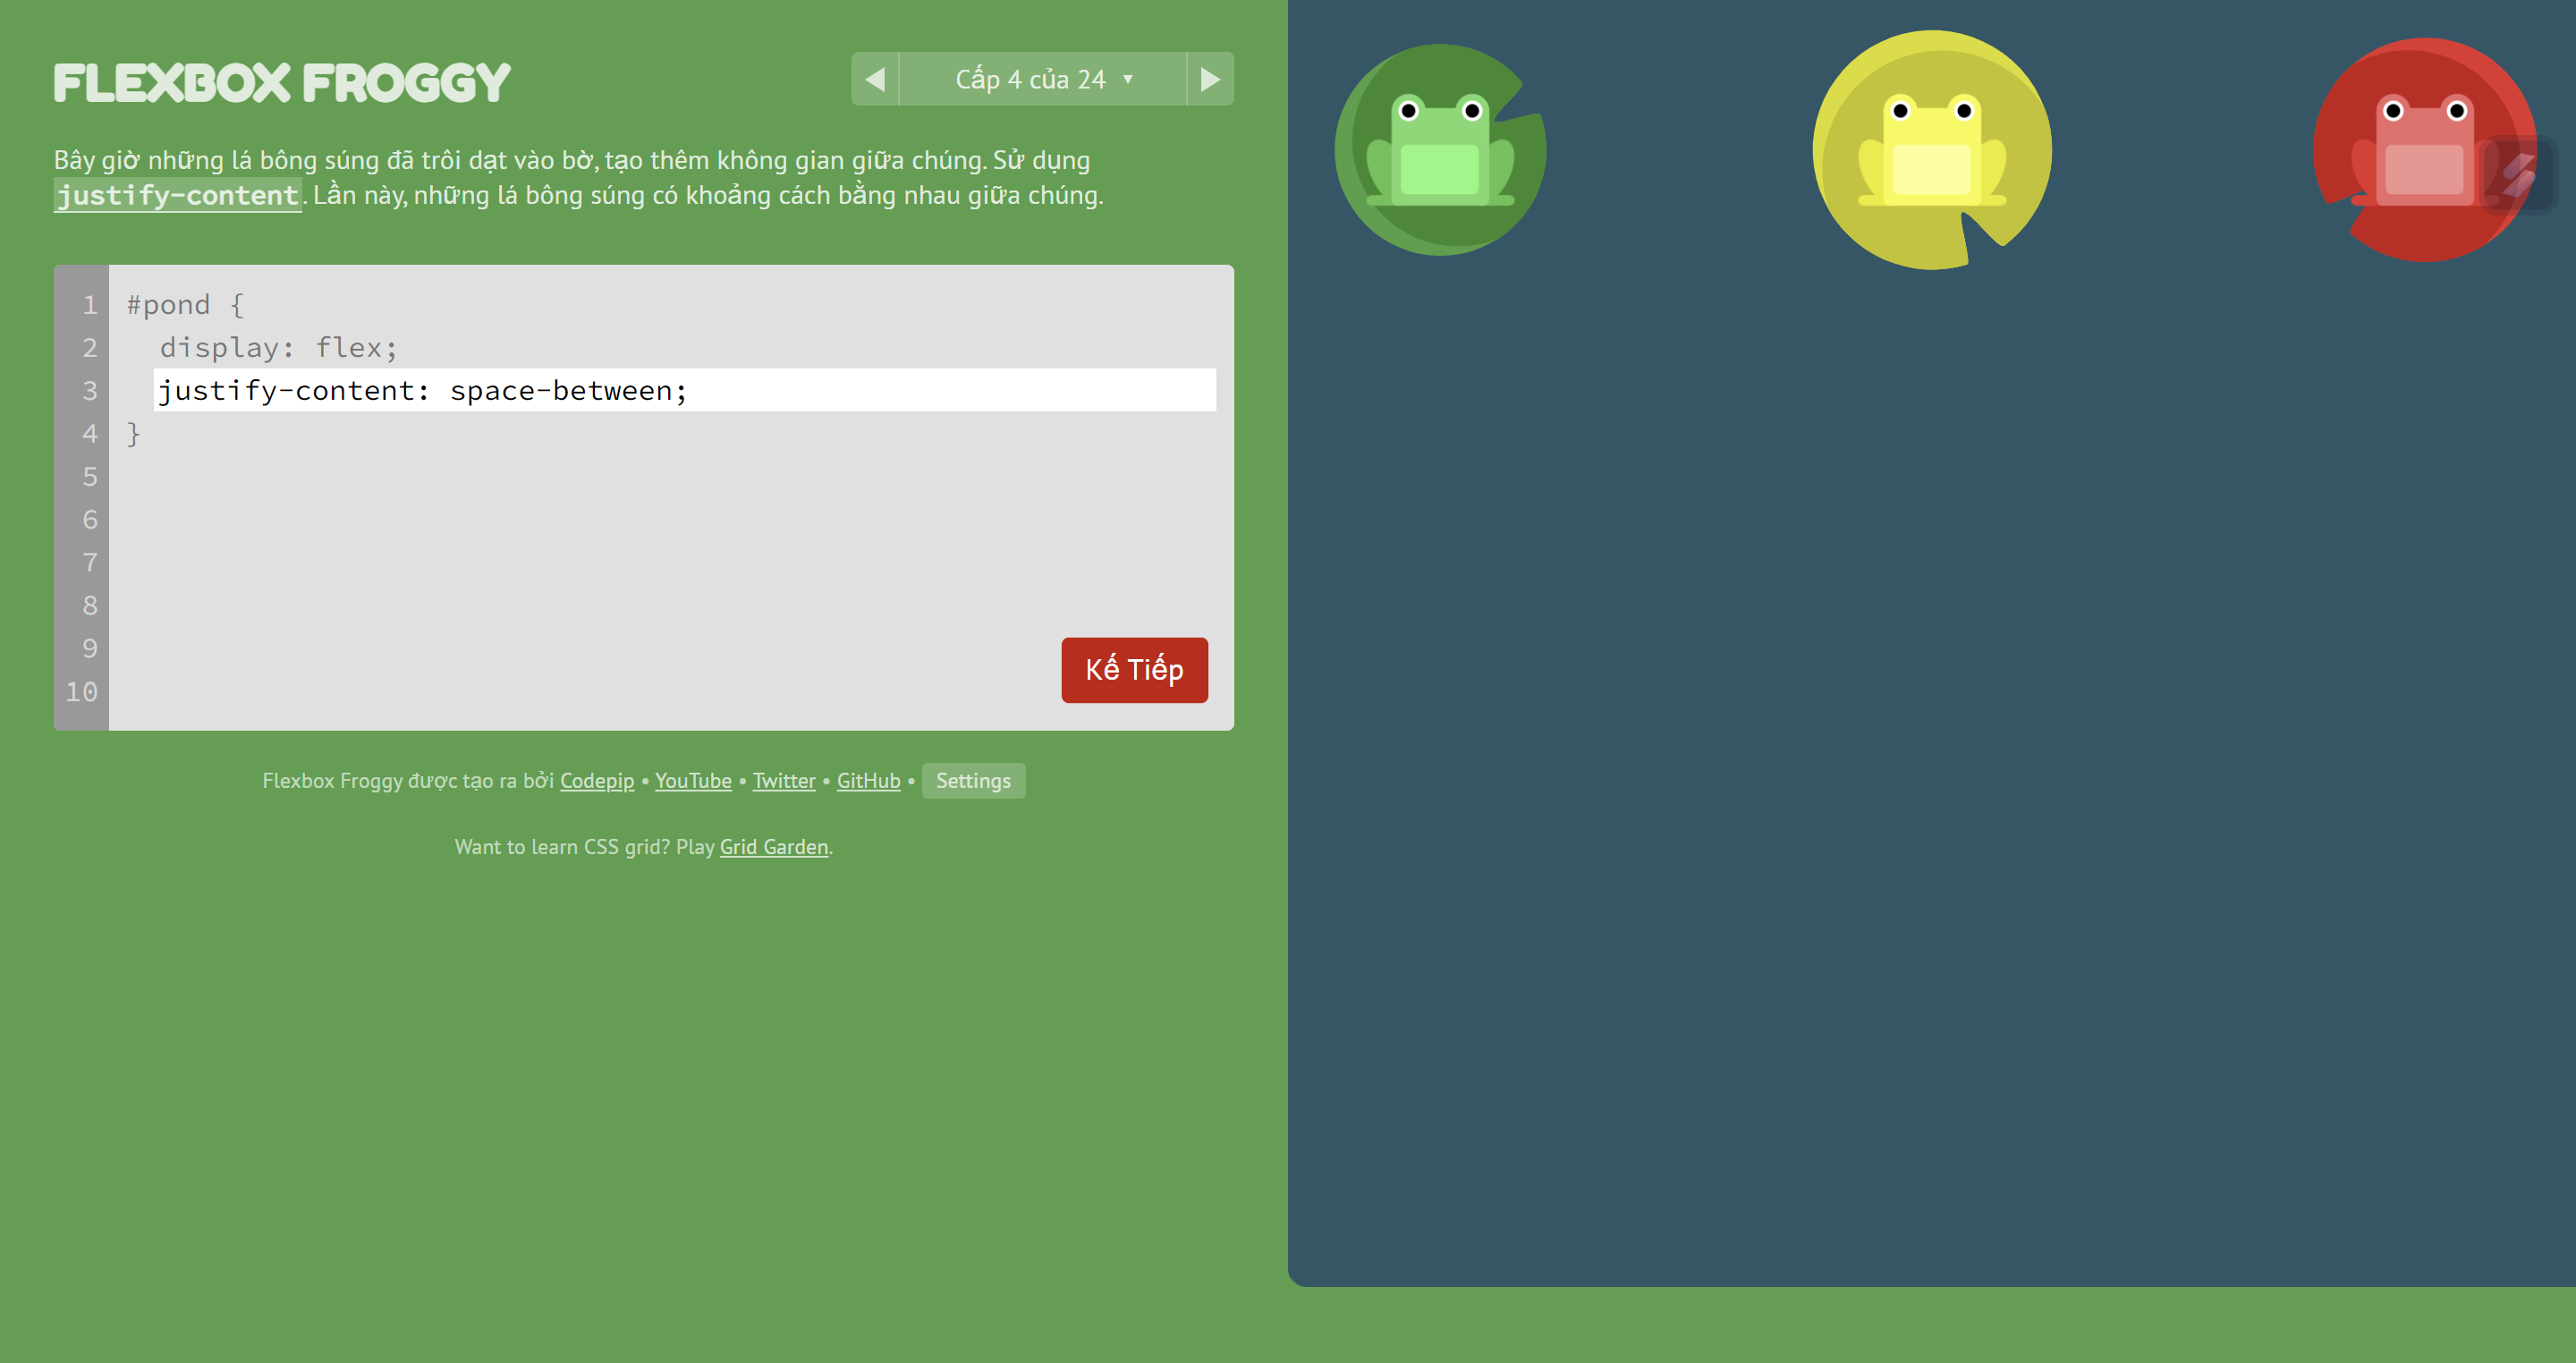 FLEXBOX FROGGY
Cấp 4 của 24
Bây giờ những lá bông súng đã trôi dạt vào bờ, tạo thêm không gian giữa chúng. Sử dụng
justify-content. Lần này, những lá bông súng có khoảng cách bằng nhau giữa chúng.
1 #pond {
2 display: flex;
3 justify-content: space-between;
4 }
5
6
7
8
9
10
Kế Tiếp
Flexbox Froggy được tạo ra bởi Codepip • YouTube • Twitter • GitHub • Settings
Want to learn CSS grid? Play Grid Garden.